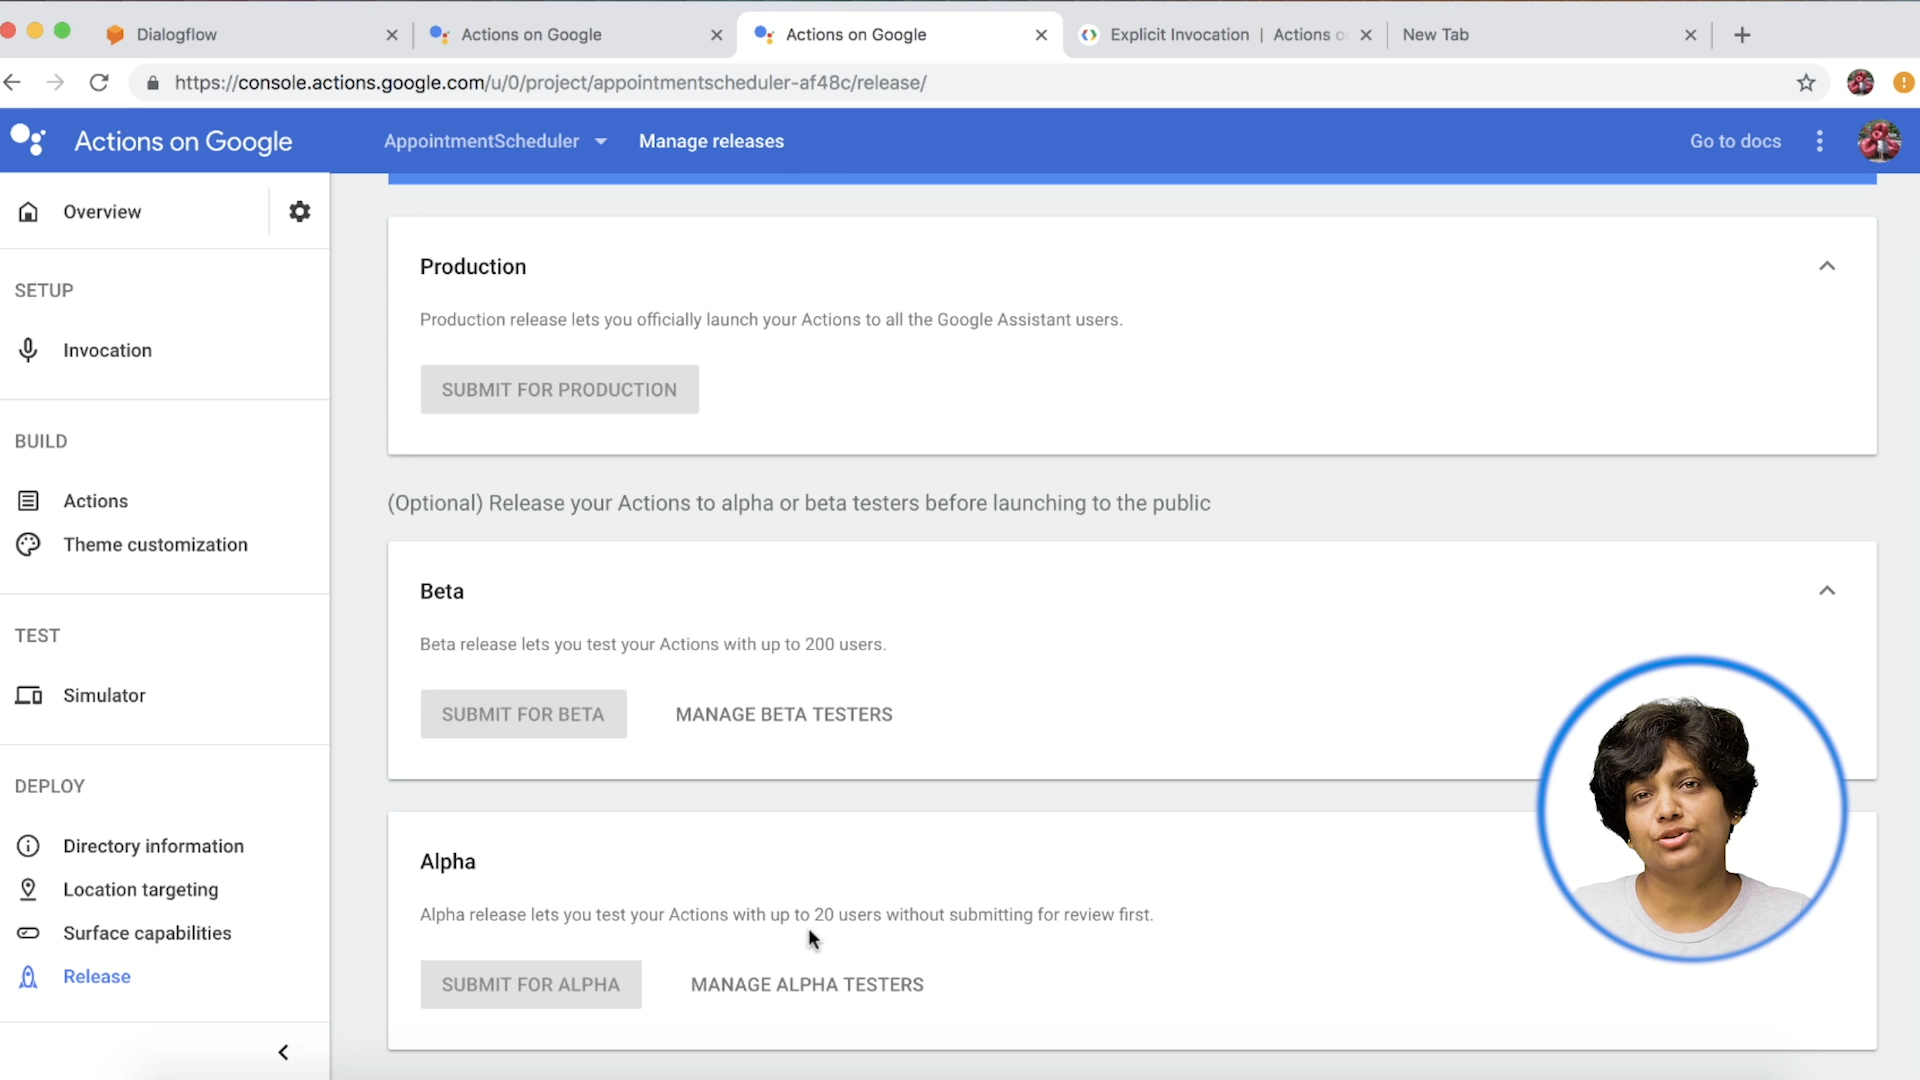 Dialogflow
Actions on Google
Actions on Google
Explicit Invocation | Actions o
New Tab
https://console.actions.google.com/u/0/project/appointmentscheduler-af48c/release/
Actions on Google
AppointmentScheduler
Manage releases
Go to docs
Overview
SETUP
Invocation
BUILD
Actions
Theme customization
TEST
Simulator
DEPLOY
Directory information
Location targeting
Surface capabilities
Release
Production
Production release lets you officially launch your Actions to all the Google Assistant users.
SUBMIT FOR PRODUCTION
(Optional) Release your Actions to alpha or beta testers before launching to the public
Beta
Beta release lets you test your Actions with up to 200 users.
SUBMIT FOR BETA
MANAGE BETA TESTERS
Alpha
Alpha release lets you test your Actions with up to 20 users without submitting for review first.
SUBMIT FOR ALPHA
MANAGE ALPHA TESTERS